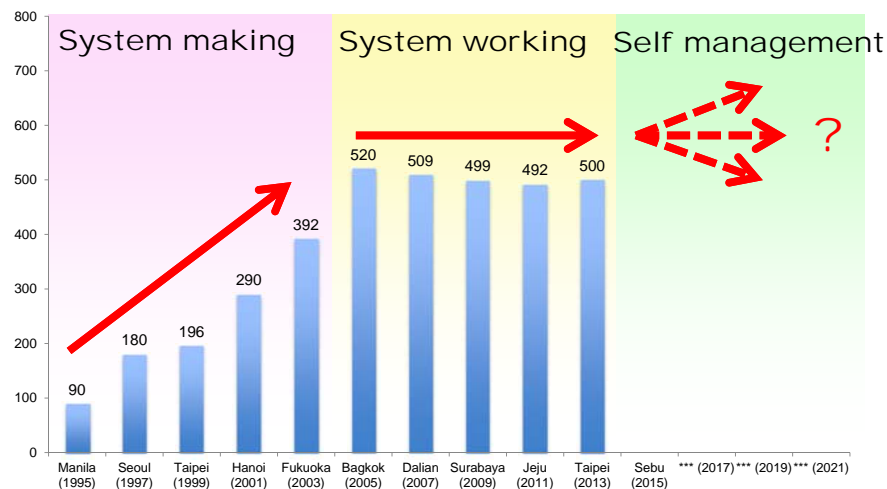 System making
System working
Self management
800
700
600
500
400
300
200
100
0
?
90
180
196
290
392
520
509
499
492
500
Manila
(1995)
Seoul
(1997)
Taipei
(1999)
Hanoi
(2001)
Fukuoka
(2003)
Bagkok
(2005)
Dalian
(2007)
Surabaya
(2009)
Jeju
(2011)
Taipei
(2013)
Sebu
(2015)
*** (2017)
*** (2019)
*** (2021)